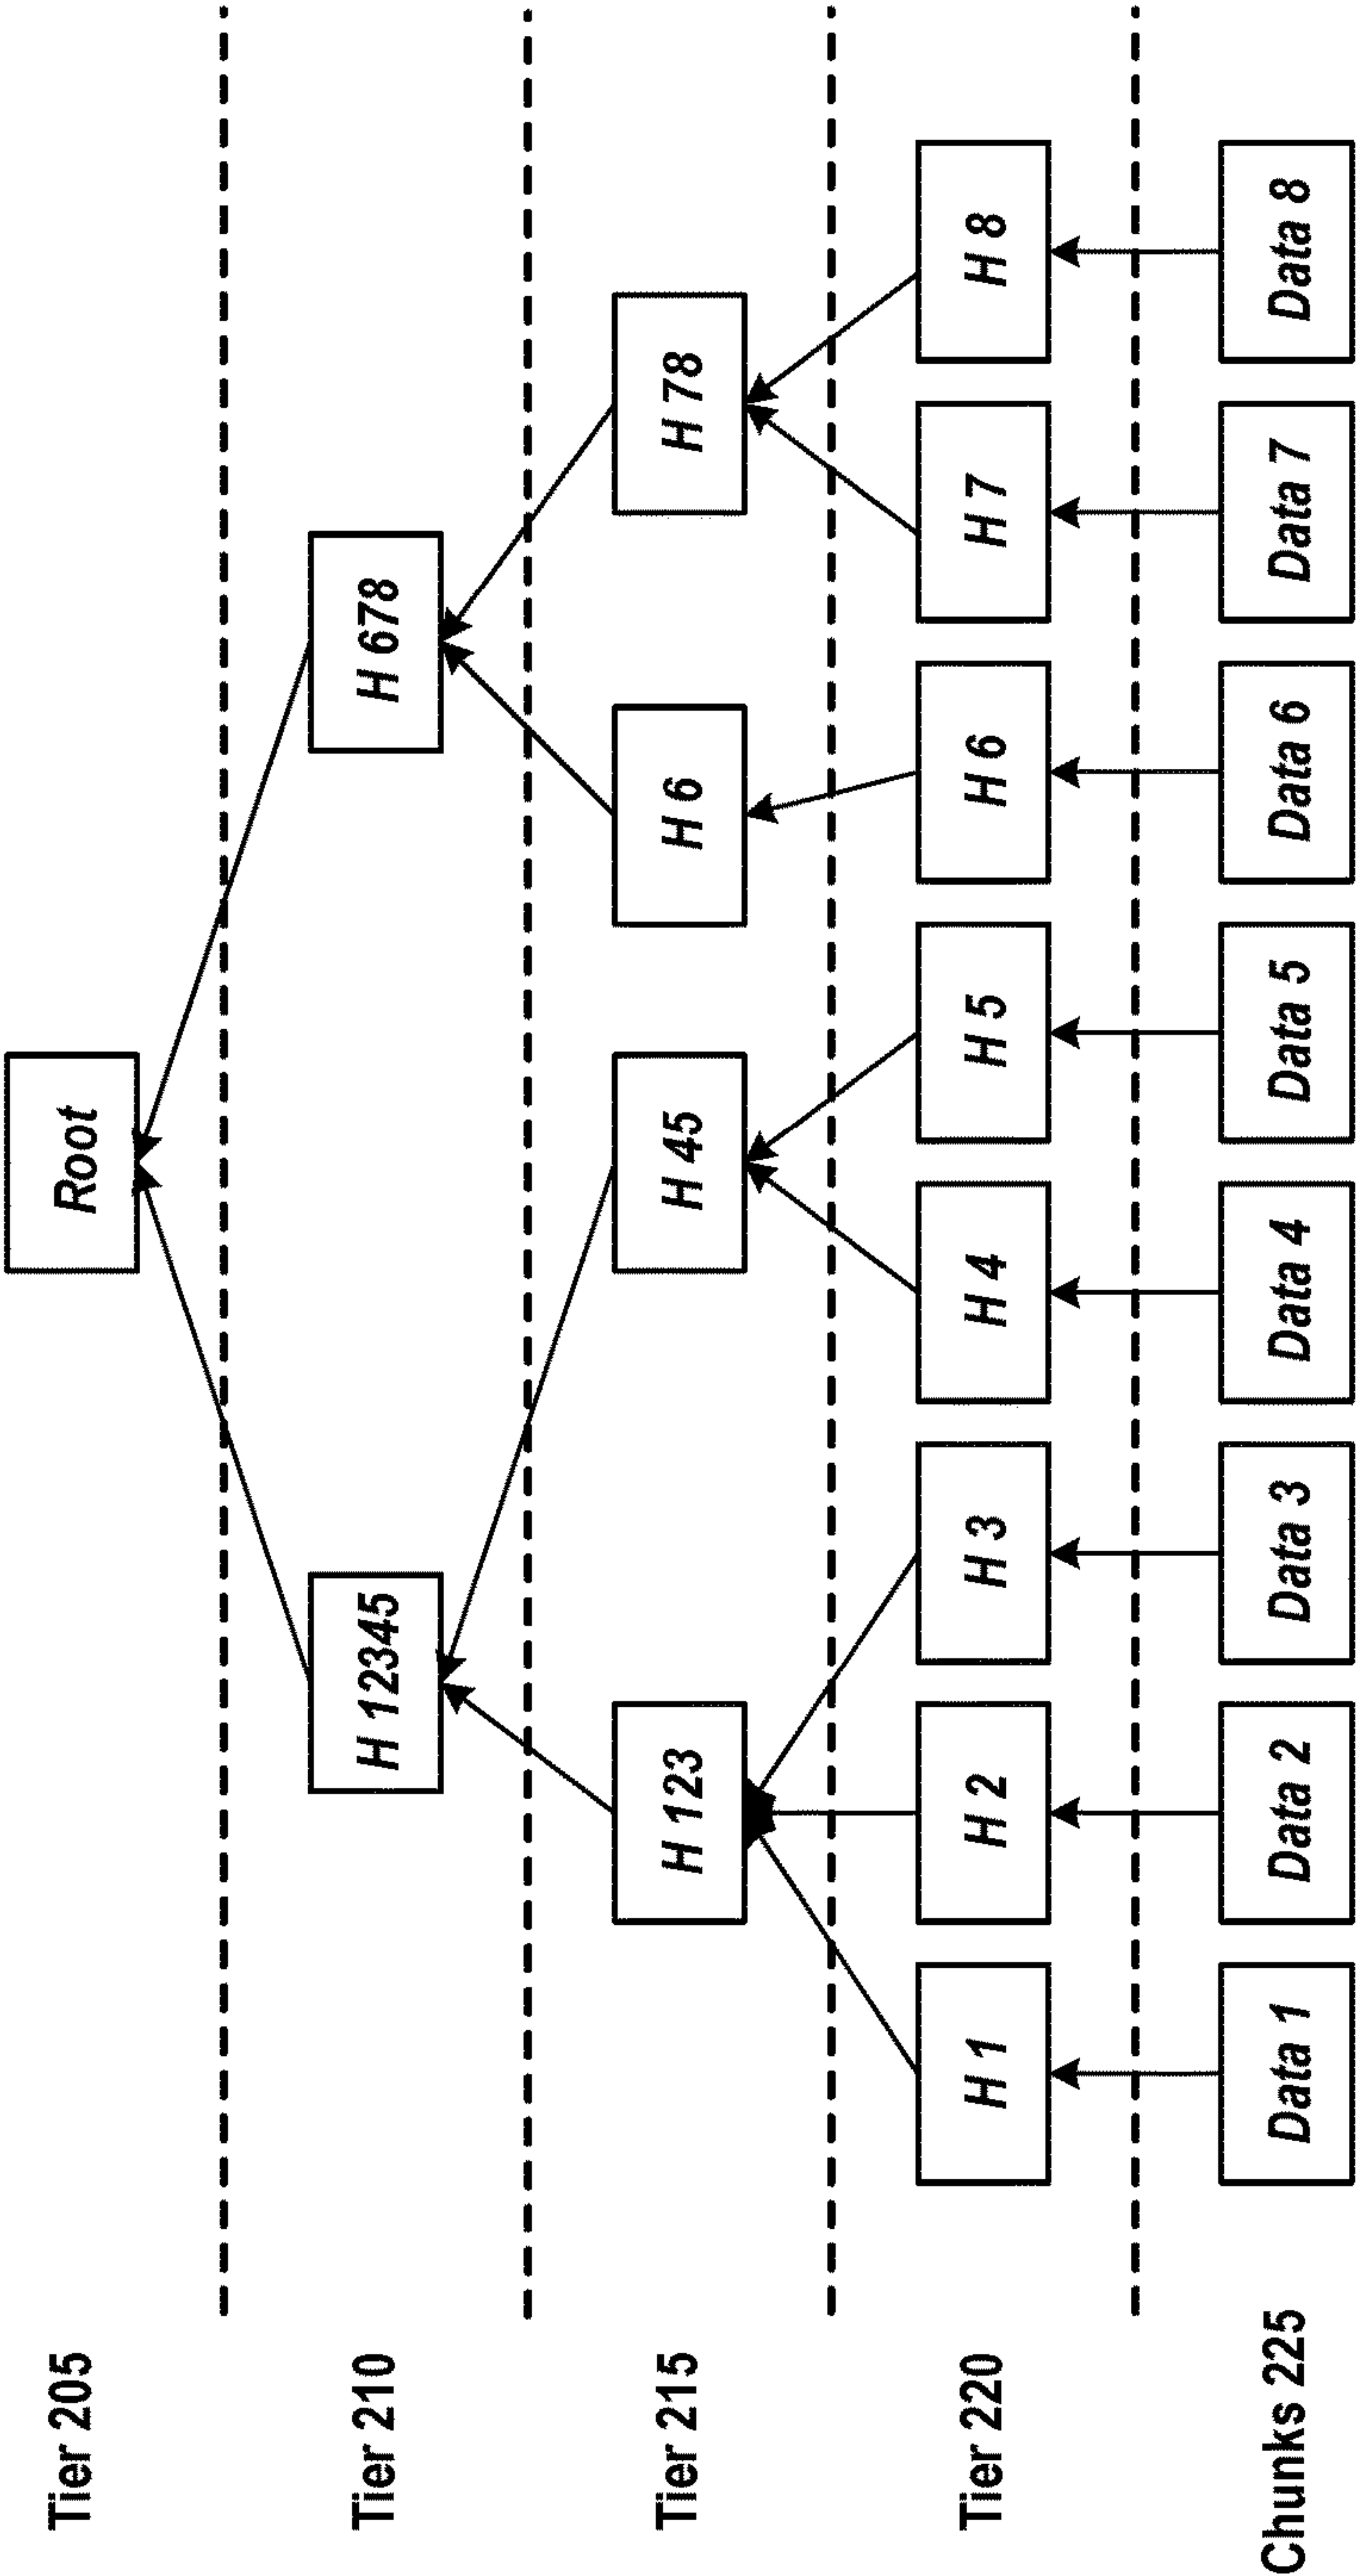 Tier 205
Root
Tier 210
H 12345
H 678
Tier 215
H 123
H 45
H 6
H 78
Tier 220
H 1
H 2
H 3
H 4
H 5
H 6
H 7
H 8
Chunks 225
Data 1
Data 2
Data 3
Data 4
Data 5
Data 6
Data 7
Data 8